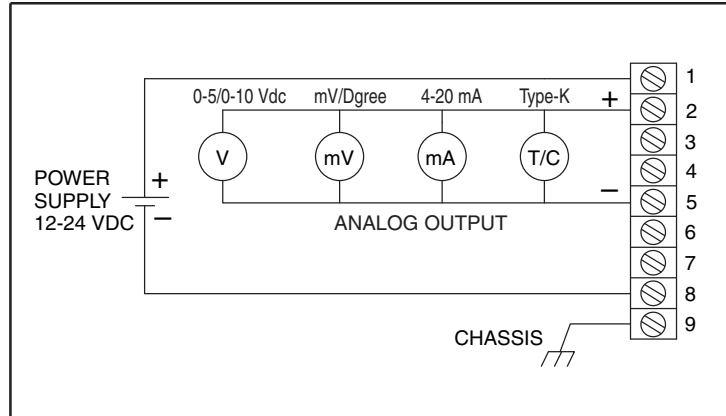 1
0-5/0-10 Vdc mV/Dgree 4-20 mA Type-K + 2
3
V mV mA T/C 4
POWER +
SUPPLY
12-24 VDC −
− 5
ANALOG OUTPUT
6
7
8
CHASSIS 9